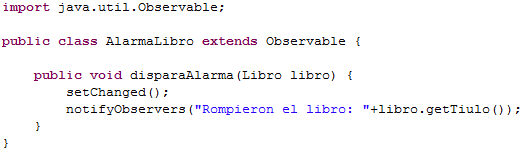 import java.util.Observable;
public class AlarmaLibro extends Observable {
public void disparaAlarma(Libro libro) {
setChanged();
notifyObservers("Rompieron el libro: "+libro.getTiulo());
}
}